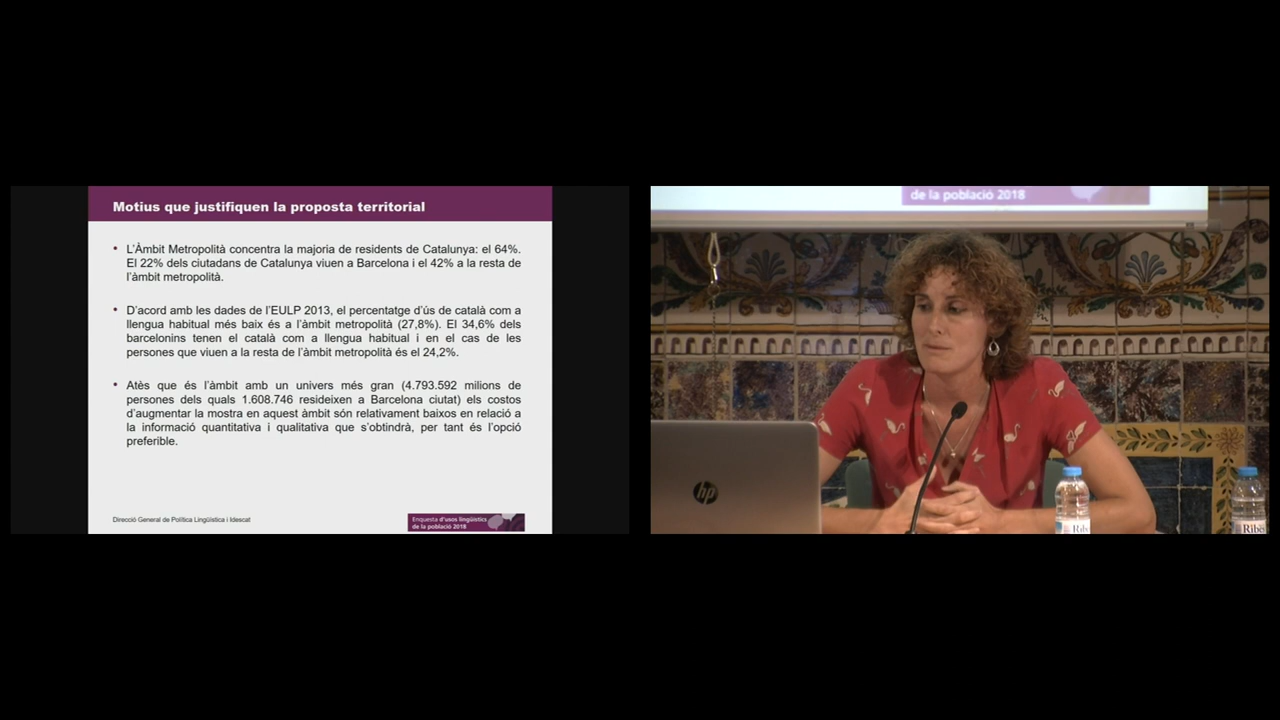 Motius que justifiquen la proposta territorial
• L’Àmbit Metropolità concentra la majoria de residents de Catalunya: el 64%.
El 22% dels ciutadans de Catalunya viuen a Barcelona i el 42% a la resta de
l’àmbit metropolità.
• D’acord amb les dades de l’EULP 2013, el percentatge d’ús de català com a
llengua habitual més baix és a l’àmbit metropolità (27,8%). El 34,6% dels
barcelonins tenen el català com a llengua habitual i en el cas de les
persones que viuen a la resta de l’àmbit metropolità és el 24,2%.
• Atès que és l’àmbit amb un univers més gran (4.793.592 milions de
persones dels quals 1.608.746 resideixen a Barcelona ciutat) els costos
d’augmentar la mostra en aquest àmbit són relativament baixos en relació a
la informació quantitativa i qualitativa que s’obtindrà, per tant és l’opció
preferible.
Direcció General de Política Lingüística i Idescat
Enquesta d'usos lingüístics
de la població 2018
de la població 2018
hp
Ribes